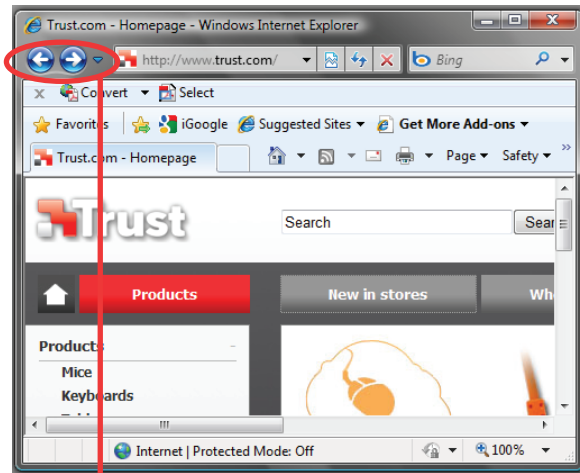 Trust.com - Homepage - Windows Internet Explorer
http://www.trust.com/ Bing
x Convert Select
Favorites iGoogle Suggested Sites Get More Add-ons
Trust.com - Homepage Page Safety »
Trust Search
Products New in stores
Products -
Mice
Keyboards
Internet | Protected Mode: Off 100%